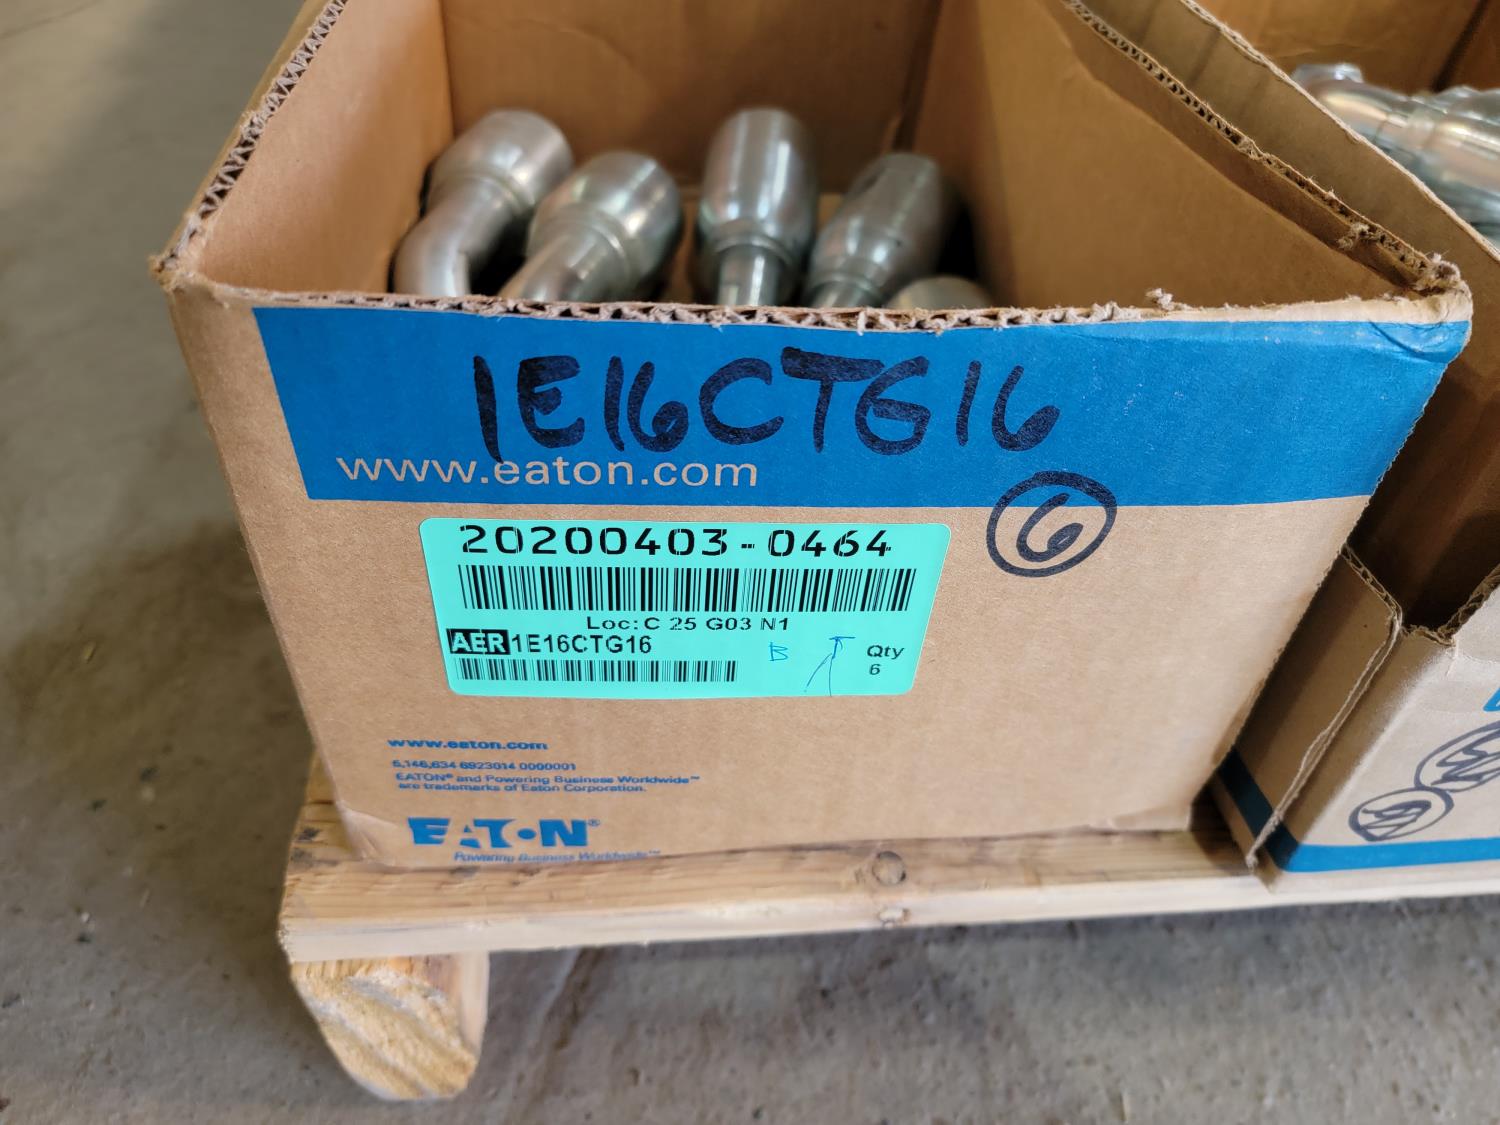 1E16CTG16
www.eaton.com
6
20200403-0464
Loc: C 25 G03 N1
AER 1E16CTG16
B
Qty
6
www.eaton.com
EATON® and Powering Business Worldwide™
are trademarks of Eaton Corporation.
EATON®
Powering Business Worldwide™